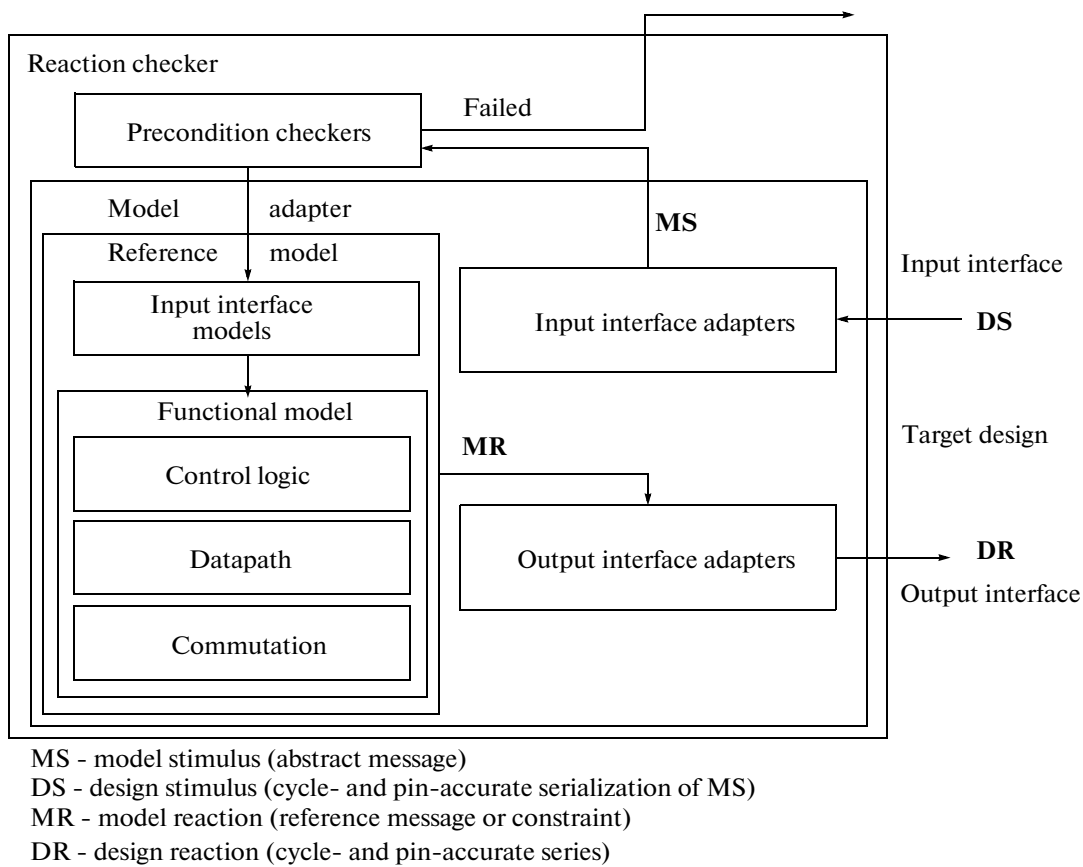 Reaction checker
Failed
Precondition checkers
Model adapter
MS
Reference model
Input interface
Input interface
models
Input interface adapters
DS
Functional model
Target design
MR
Control logic
Datapath
Output interface adapters
DR
Output interface
Commutation
MS - model stimulus (abstract message)
DS - design stimulus (cycle- and pin-accurate serialization of MS)
MR - model reaction (reference message or constraint)
DR - design reaction (cycle- and pin-accurate series)